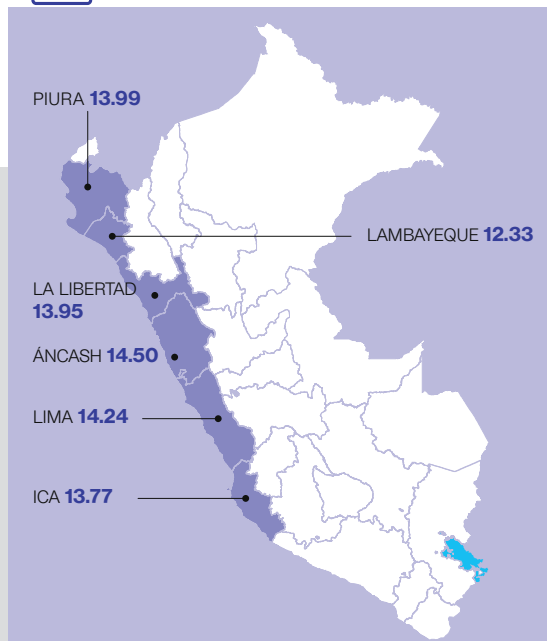 PIURA 13.99
LAMBAYEQUE 12.33
LA LIBERTAD
13.95
ÁNCASH 14.50
LIMA 14.24
ICA 13.77